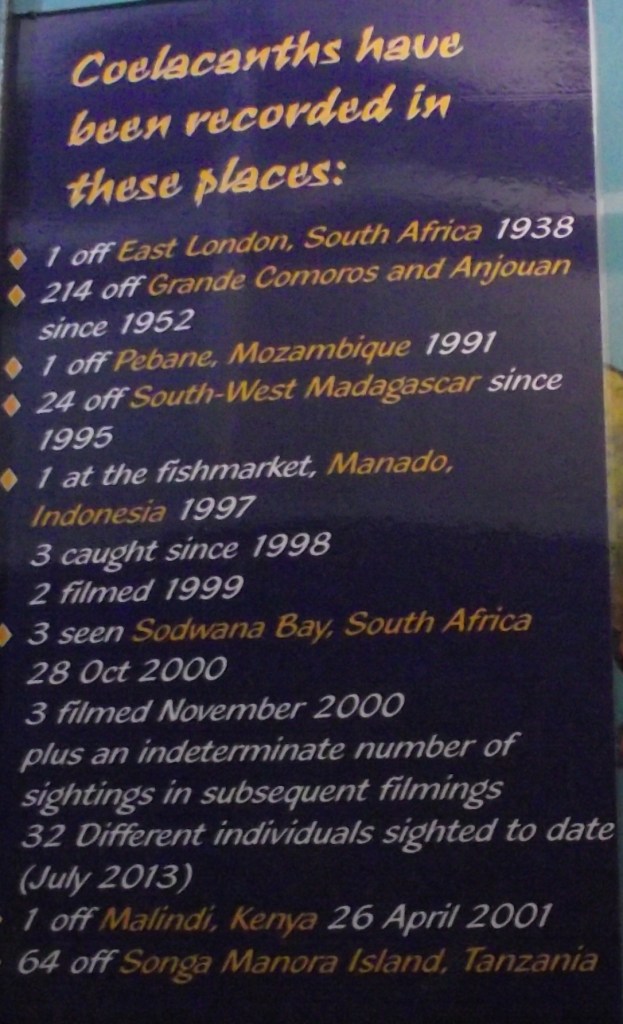 Coelacanths have
been recorded in
these places:
1 off East London, South Africa 1938
214 off Grande Comoros and Anjouan
since 1952
1 off Pebane, Mozambique 1991
24 off South-West Madagascar since
1995
1 at the fishmarket, Manado,
Indonesia 1997
3 caught since 1998
2 filmed 1999
3 seen Sodwana Bay, South Africa
28 Oct 2000
3 filmed November 2000
plus an indeterminate number of
sightings in subsequent filmings
32 Different individuals sighted to date
(July 2013)
1 off Malindi, Kenya 26 April 2001
64 off Songa Manora Island, Tanzania